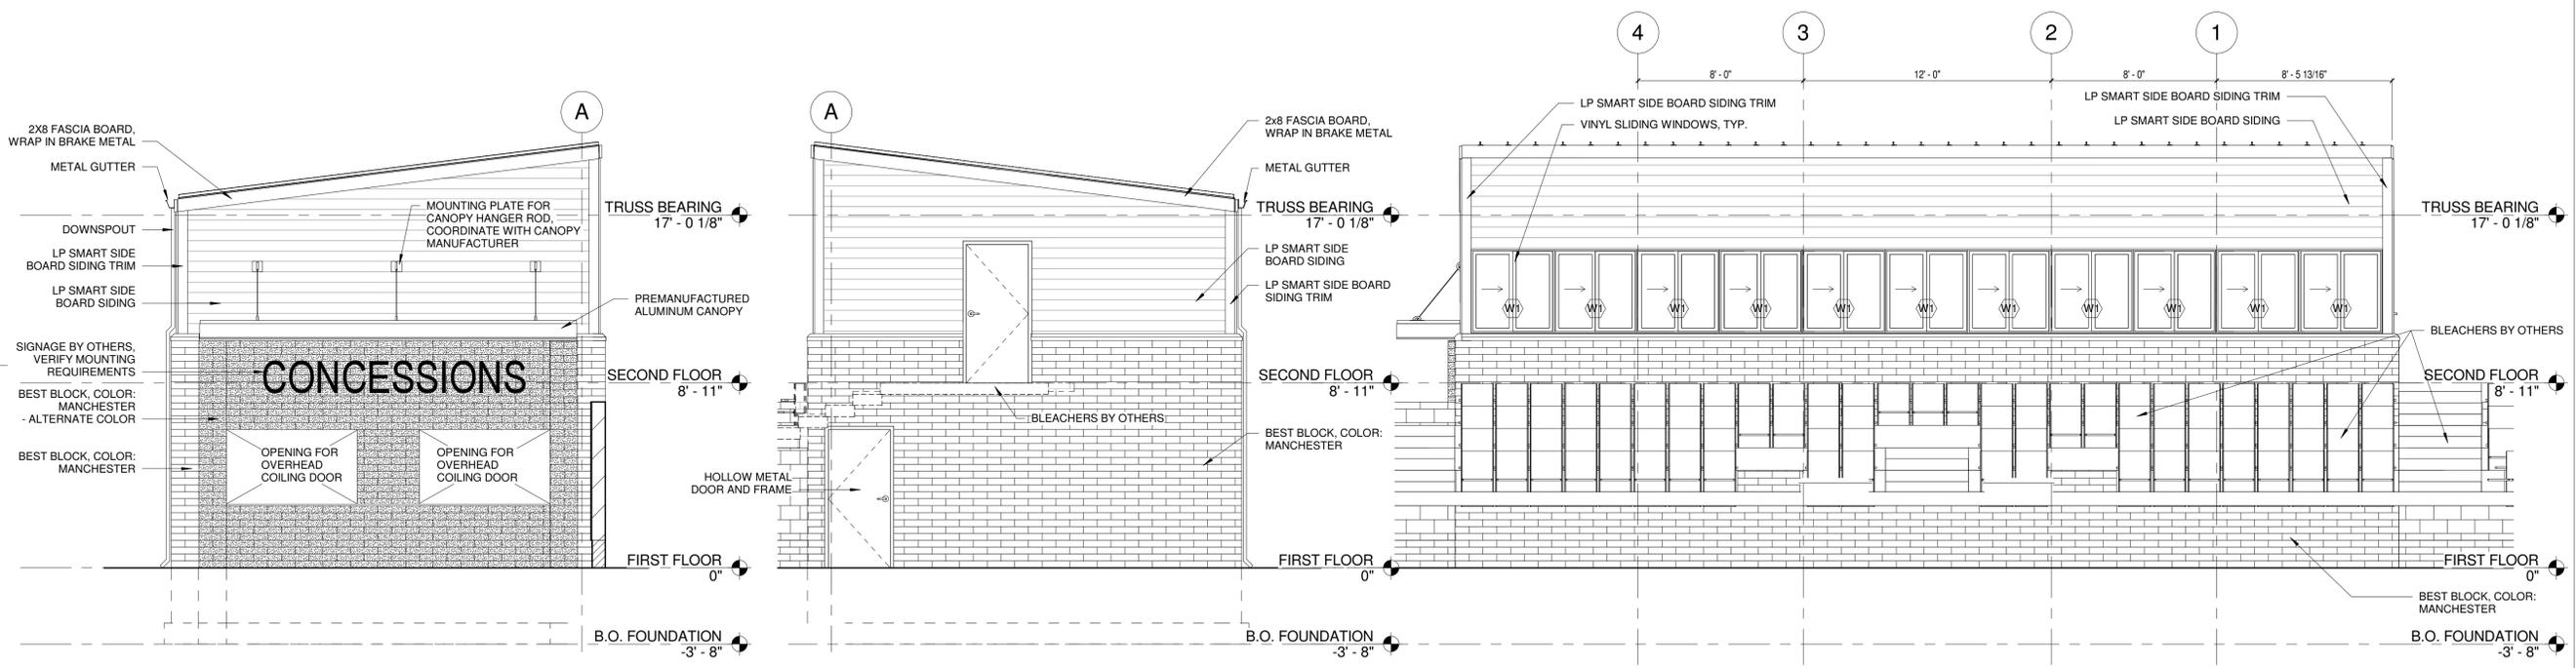 A
2X8 FASCIA BOARD,
WRAP IN BRAKE METAL
METAL GUTTER
DOWNSPOUT
LP SMART SIDE
BOARD SIDING TRIM
LP SMART SIDE
BOARD SIDING
SIGNAGE BY OTHERS,
VERIFY MOUNTING
REQUIREMENTS
BEST BLOCK, COLOR:
MANCHESTER
- ALTERNATE COLOR
BEST BLOCK, COLOR:
MANCHESTER
MOUNTING PLATE FOR
CANOPY HANGER ROD,
COORDINATE WITH CANOPY
MANUFACTURER
PREMANUFACTURED
ALUMINUM CANOPY
CONCESSIONS
OPENING FOR
OVERHEAD
COILING DOOR
OPENING FOR
OVERHEAD
COILING DOOR
TRUSS BEARING
17' - 0 1/8"
SECOND FLOOR
8' - 11"
FIRST FLOOR
0"
B.O. FOUNDATION
-3' - 8"
A
2x8 FASCIA BOARD,
WRAP IN BRAKE METAL
METAL GUTTER
TRUSS BEARING
17' - 0 1/8"
LP SMART SIDE
BOARD SIDING
LP SMART SIDE BOARD
SIDING TRIM
SECOND FLOOR
8' - 11"
BLEACHERS BY OTHERS
BEST BLOCK, COLOR:
MANCHESTER
HOLLOW METAL
DOOR AND FRAME
FIRST FLOOR
0"
B.O. FOUNDATION
-3' - 8"
4
3
2
1
8' - 0"
12' - 0"
8' - 0"
8' - 5 13/16"
LP SMART SIDE BOARD SIDING TRIM
VINYL SLIDING WINDOWS, TYP.
LP SMART SIDE BOARD SIDING TRIM
LP SMART SIDE BOARD SIDING
W1
W1
W1
W1
W1
W1
W1
W1
W1
W1
W1
TRUSS BEARING
17' - 0 1/8"
BLEACHERS BY OTHERS
SECOND FLOOR
8' - 11"
FIRST FLOOR
0"
BEST BLOCK, COLOR:
MANCHESTER
B.O. FOUNDATION
-3' - 8"